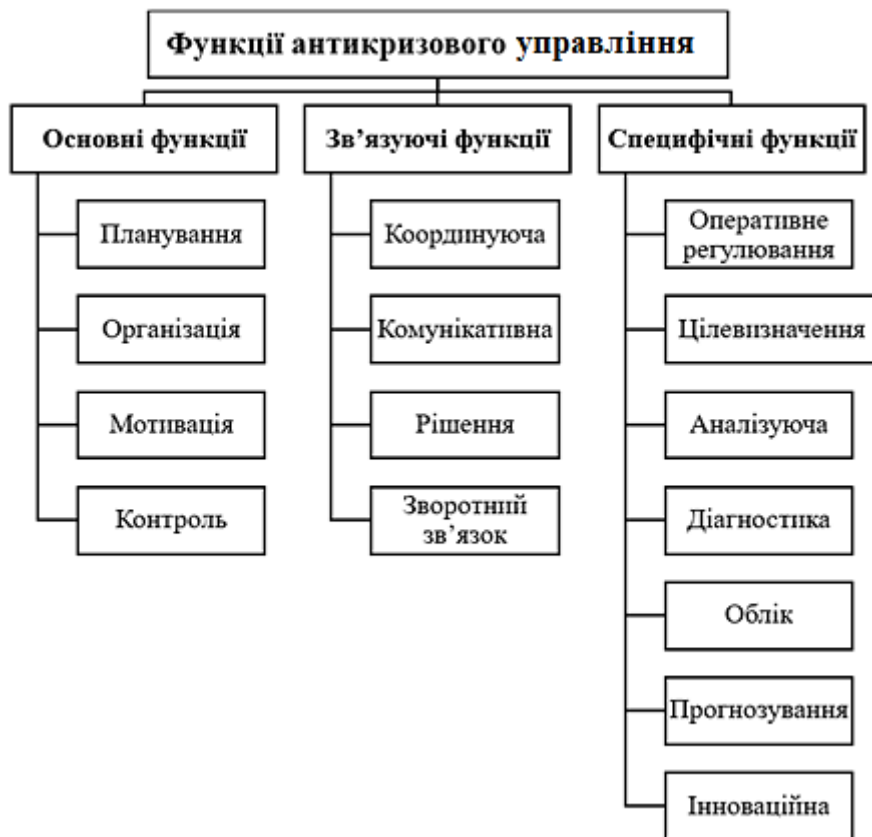 Функції антикризового управління
Основні функції
Зв’язуючі функції
Специфічні функції
Планування
Організація
Мотивація
Контроль
Координуюча
Комунікативна
Рішення
Зворотний
зв’язок
Оперативне
регулювання
Цілевизначення
Аналізуюча
Діагностика
Облік
Прогнозування
Інноваційна